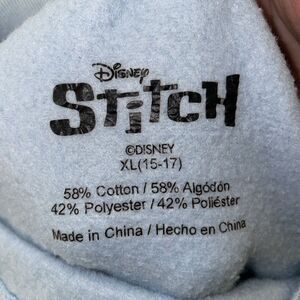 Disney
Stitch
©DISNEY
XL(15-17)
58% Cotton / 58% Algodón
42% Polyester / 42% Poliéster
Made in China / Hecho en China